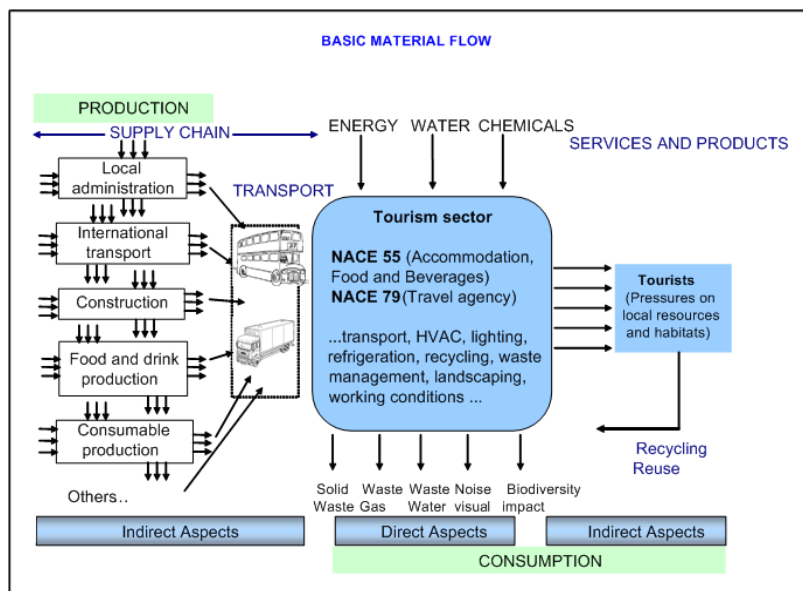 BASIC MATERIAL FLOW
PRODUCTION
SUPPLY CHAIN
ENERGY WATER CHEMICALS
SERVICES AND PRODUCTS
Local
administration
TRANSPORT
International
transport
Construction
Food and drink
production
Consumable
production
Others..
Tourism sector
NACE 55 (Accommodation,
Food and Beverages)
NACE 79(Travel agency)
...transport, HVAC, lighting,
refrigeration, recycling, waste
management, landscaping,
working conditions ...
Tourists
(Pressures on
local resources
and habitats)
Recycling
Reuse
Solid
Waste
Waste
Gas
Waste
Water
Noise
visual
Biodiversity
impact
Indirect Aspects
Direct Aspects
Indirect Aspects
CONSUMPTION